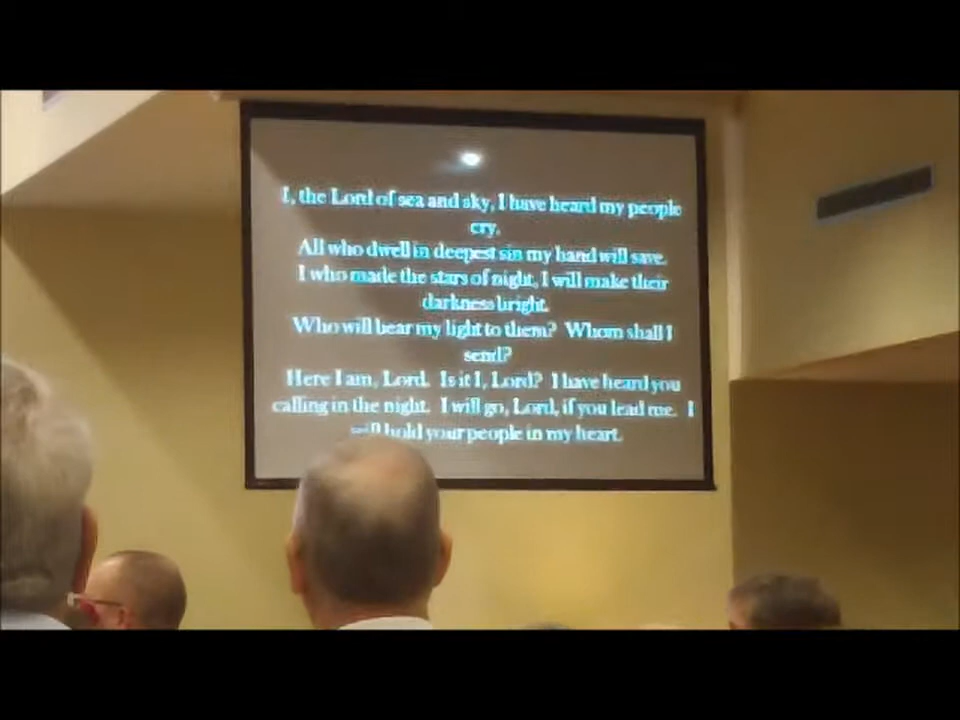 I, the Lord of sea and sky, I have heard my people
cry.
All who dwell in deepest sin my hand will save.
I who made the stars of night, I will make their
darkness bright.
Who will bear my light to them? Whom shall I
send?
Here I am, Lord. Is it I, Lord? I have heard you
calling in the night. I will go, Lord, if you lead me. I
will hold your people in my heart.